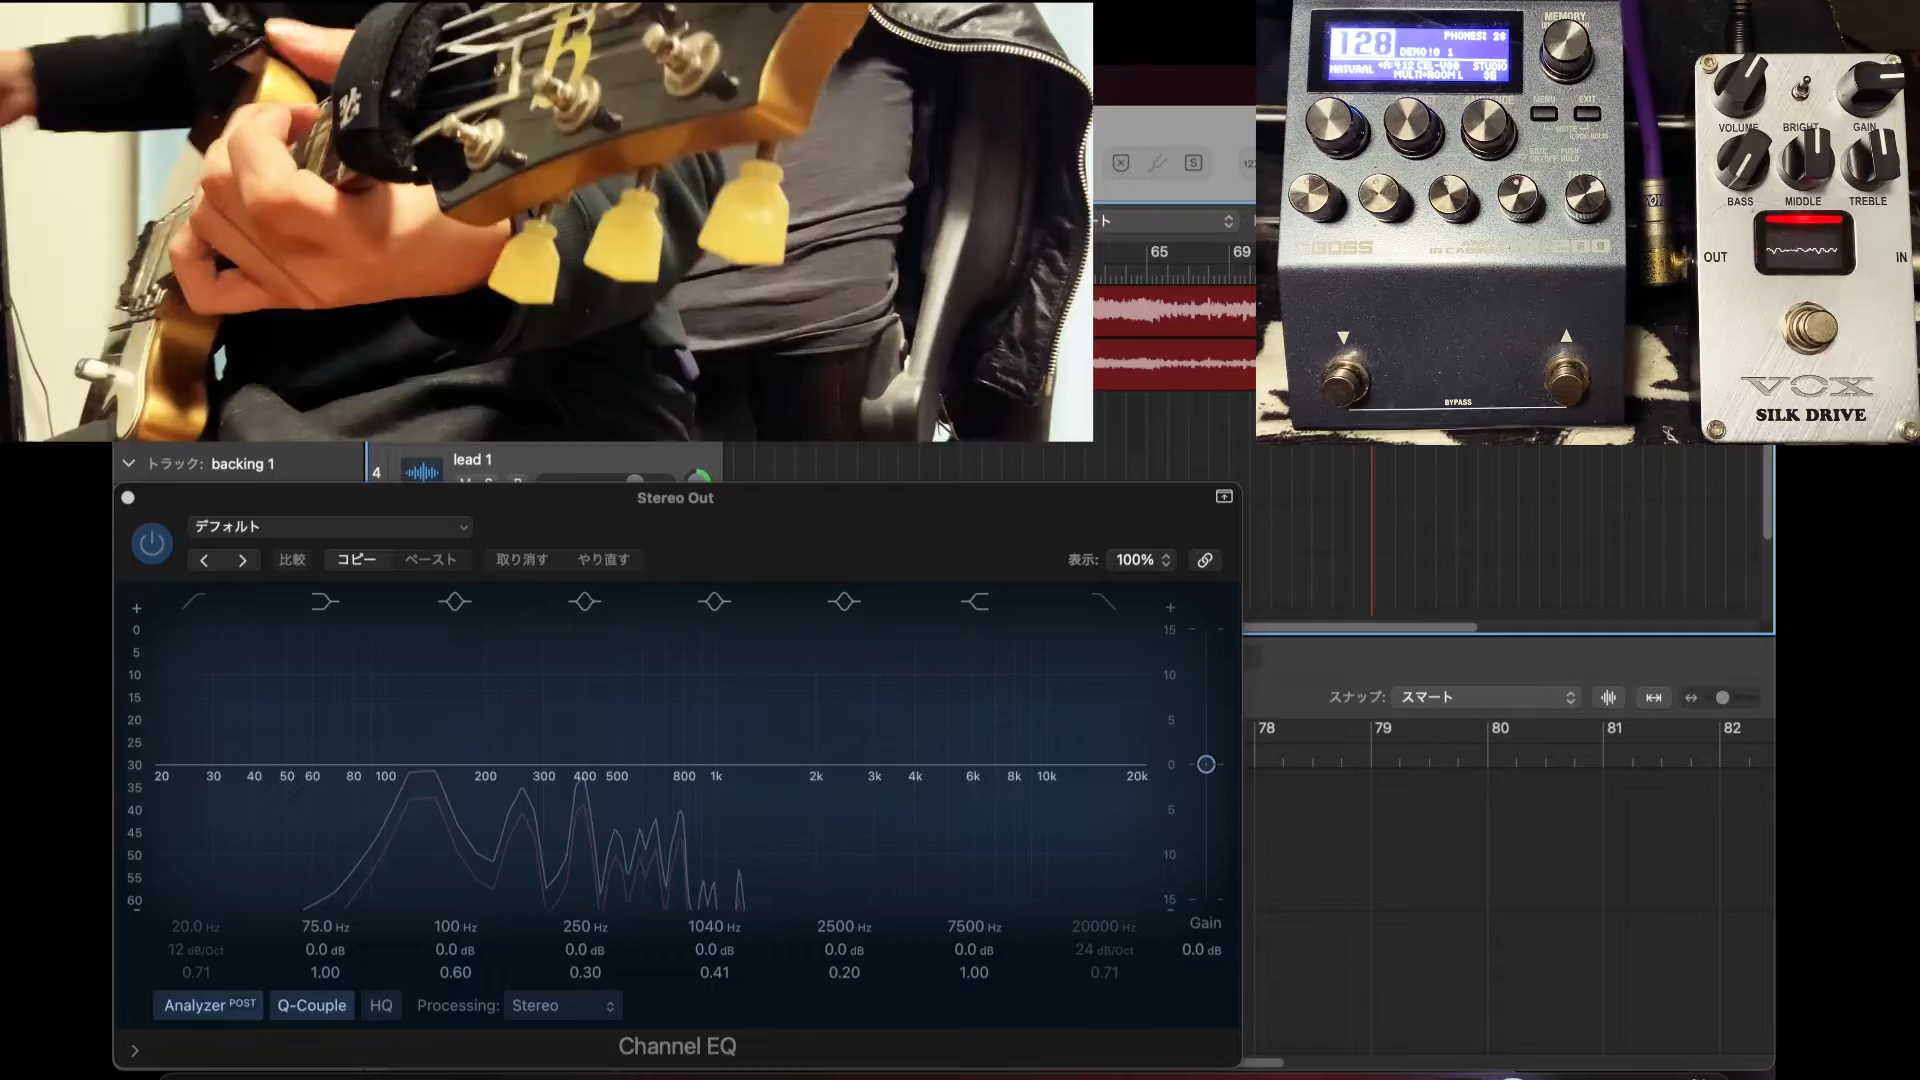 128
PHONES: 28
DEMO!@ 1
NATURAL
STUDIO
MULTI-ROOM L
MEMORY
MENU
EXIT
BOSS
BYPASS
VOLUME
BRIGHT
GAIN
BASS
MIDDLE
TREBLE
OUT
IN
VOX
SILK DRIVE
S
65
69
トラック: backing 1
4
lead 1
Stereo Out
デフォルト
比較
コピー
ペースト
取り消す
やり直す
表示: 100%
0
5
10
15
20
25
30
35
40
45
50
55
60
20 30 40 50 60 80 100 200 300 400 500 800 1k 2k 3k 4k 6k 8k 10k 20k
15
10
5
0
5
10
15
20.0 Hz 75.0 Hz 100 Hz 250 Hz 1040 Hz 2500 Hz 7500 Hz 20000 Hz Gain
12 dB/Oct 0.0 dB 0.0 dB 0.0 dB 0.0 dB 0.0 dB 0.0 dB 24 dB/Oct 0.0 dB
0.71 1.00 0.60 0.30 0.41 0.20 1.00 0.71
Analyzer POST
Q-Couple
HQ
Processing: Stereo
Channel EQ
スナップ: スマート
78 79 80 81 82